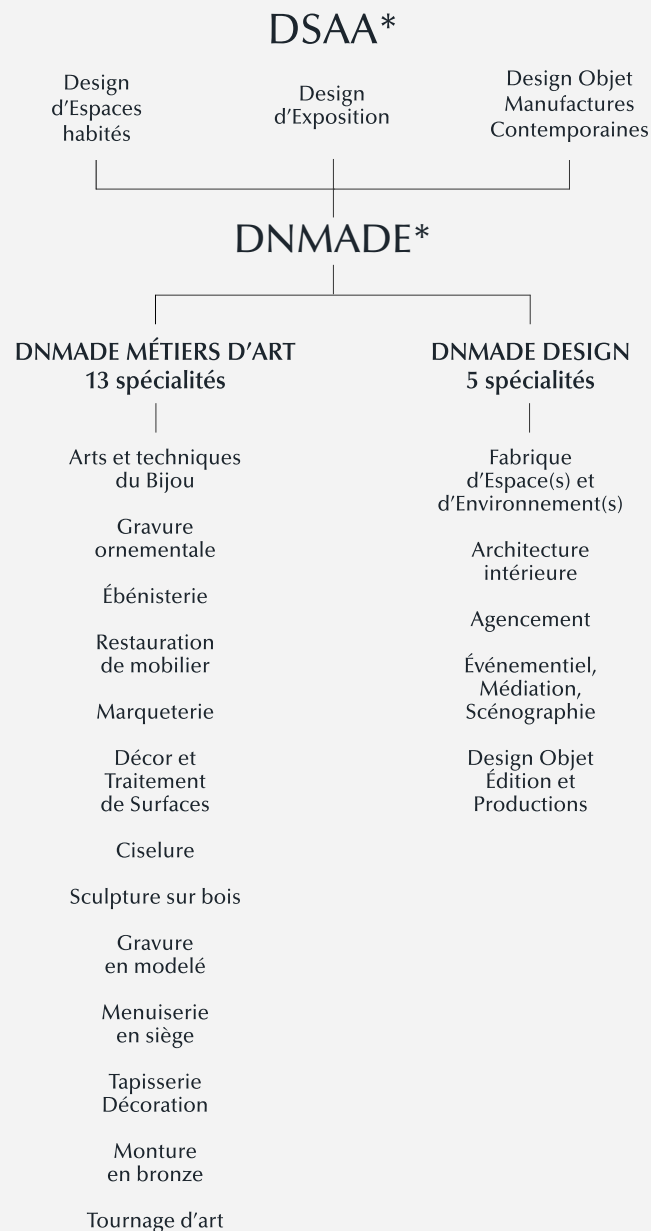 DSAA*
Design
d’Espaces
habités
Design
d’Exposition
Design Objet
Manufactures
Contemporaines
DNMADE*
DNMADE MÉTIERS D’ART
13 spécialités
Arts et techniques
du Bijou
Gravure
ornementale
Ébénisterie
Restauration
de mobilier
Marqueterie
Décor et
Traitement
de Surfaces
Ciselure
Sculpture sur bois
Gravure
en modelé
Menuiserie
en siège
Tapisserie
Décoration
Monture
en bronze
Tournage d’art
DNMADE DESIGN
5 spécialités
Fabrique
d’Espace(s) et
d’Environnement(s)
Architecture
intérieure
Agencement
Événementiel,
Médiation,
Scénographie
Design Objet
Édition et
Productions